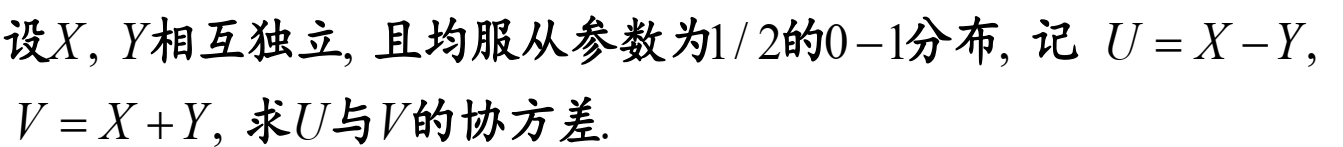 设X, Y相互独立, 且均服从参数为1/2的0-1分布, 记 U = X - Y,
V = X + Y, 求U与V的协方差.